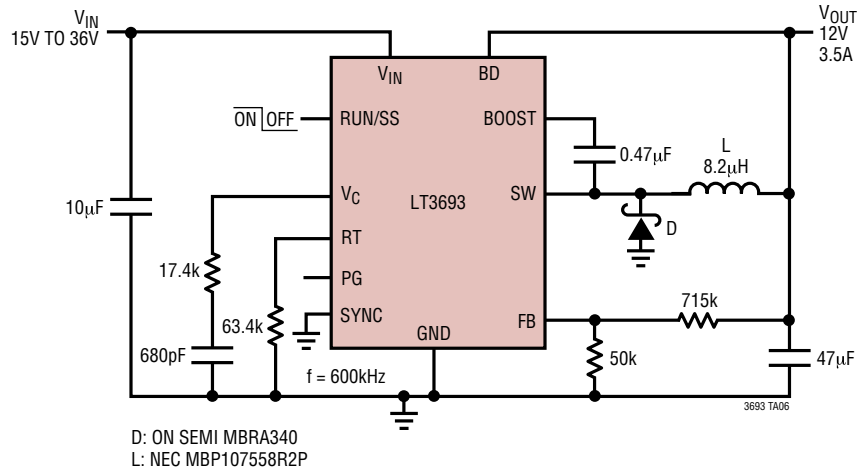 VIN
15V TO 36V
VOUT
12V
3.5A
VIN
BD
ON OFF
RUN/SS
BOOST
0.47µF
L
8.2µH
VC
LT3693
SW
10µF
RT
D
17.4k
PG
715k
63.4k
SYNC
GND
FB
680pF
f = 600kHz
50k
47µF
3693 TA06
D: ON SEMI MBRA340
L: NEC MBP107558R2P